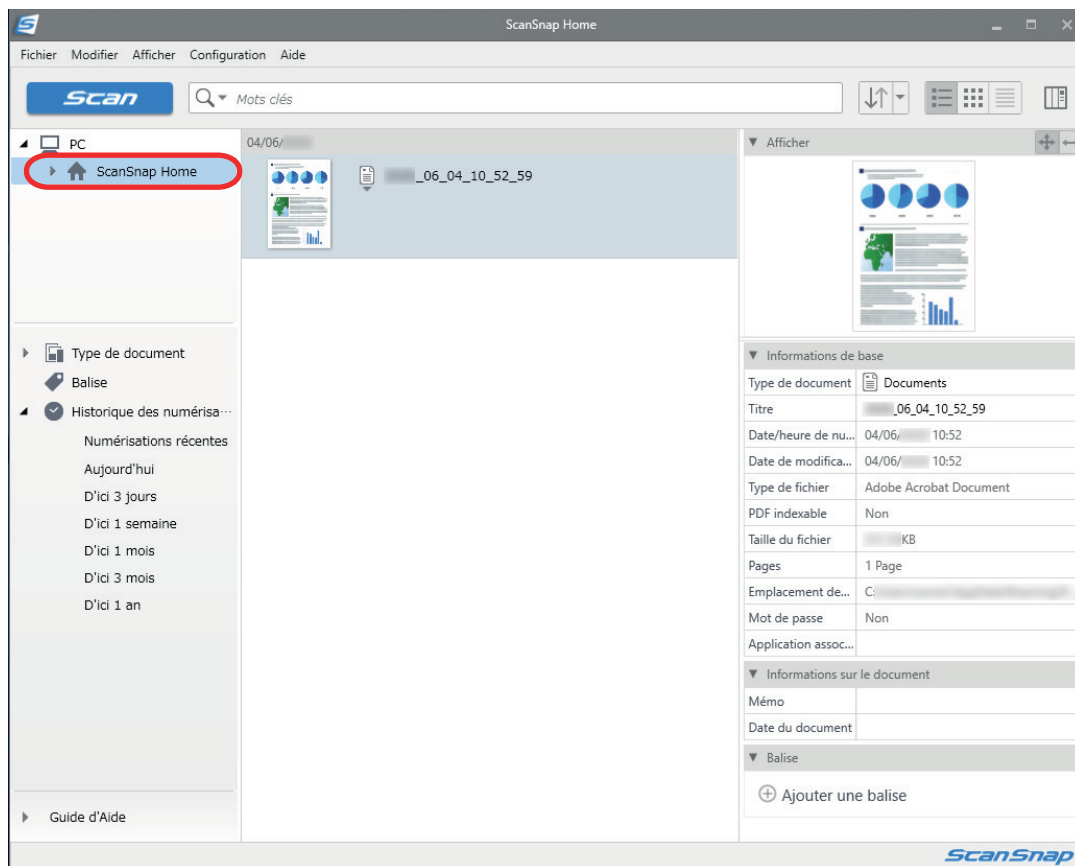 ScanSnap Home
Fichier Modifier Afficher Configuration Aide
Scan Mots clés
PC
ScanSnap Home
Type de document
Balise
Historique des numérisa...
Numérisations récentes
Aujourd'hui
D'ici 3 jours
D'ici 1 semaine
D'ici 1 mois
D'ici 3 mois
D'ici 1 an
Guide d'Aide
04/06/
_06_04_10_52_59
Afficher
Informations de base
Type de document Documents
Titre _06_04_10_52_59
Date/heure de nu... 04/06/ 10:52
Date de modifica... 04/06/ 10:52
Type de fichier Adobe Acrobat Document
PDF indexable Non
Taille du fichier KB
Pages 1 Page
Emplacement de... C:
Mot de passe Non
Application assoc...
Informations sur le document
Mémo
Date du document
Balise
Ajouter une balise
ScanSnap